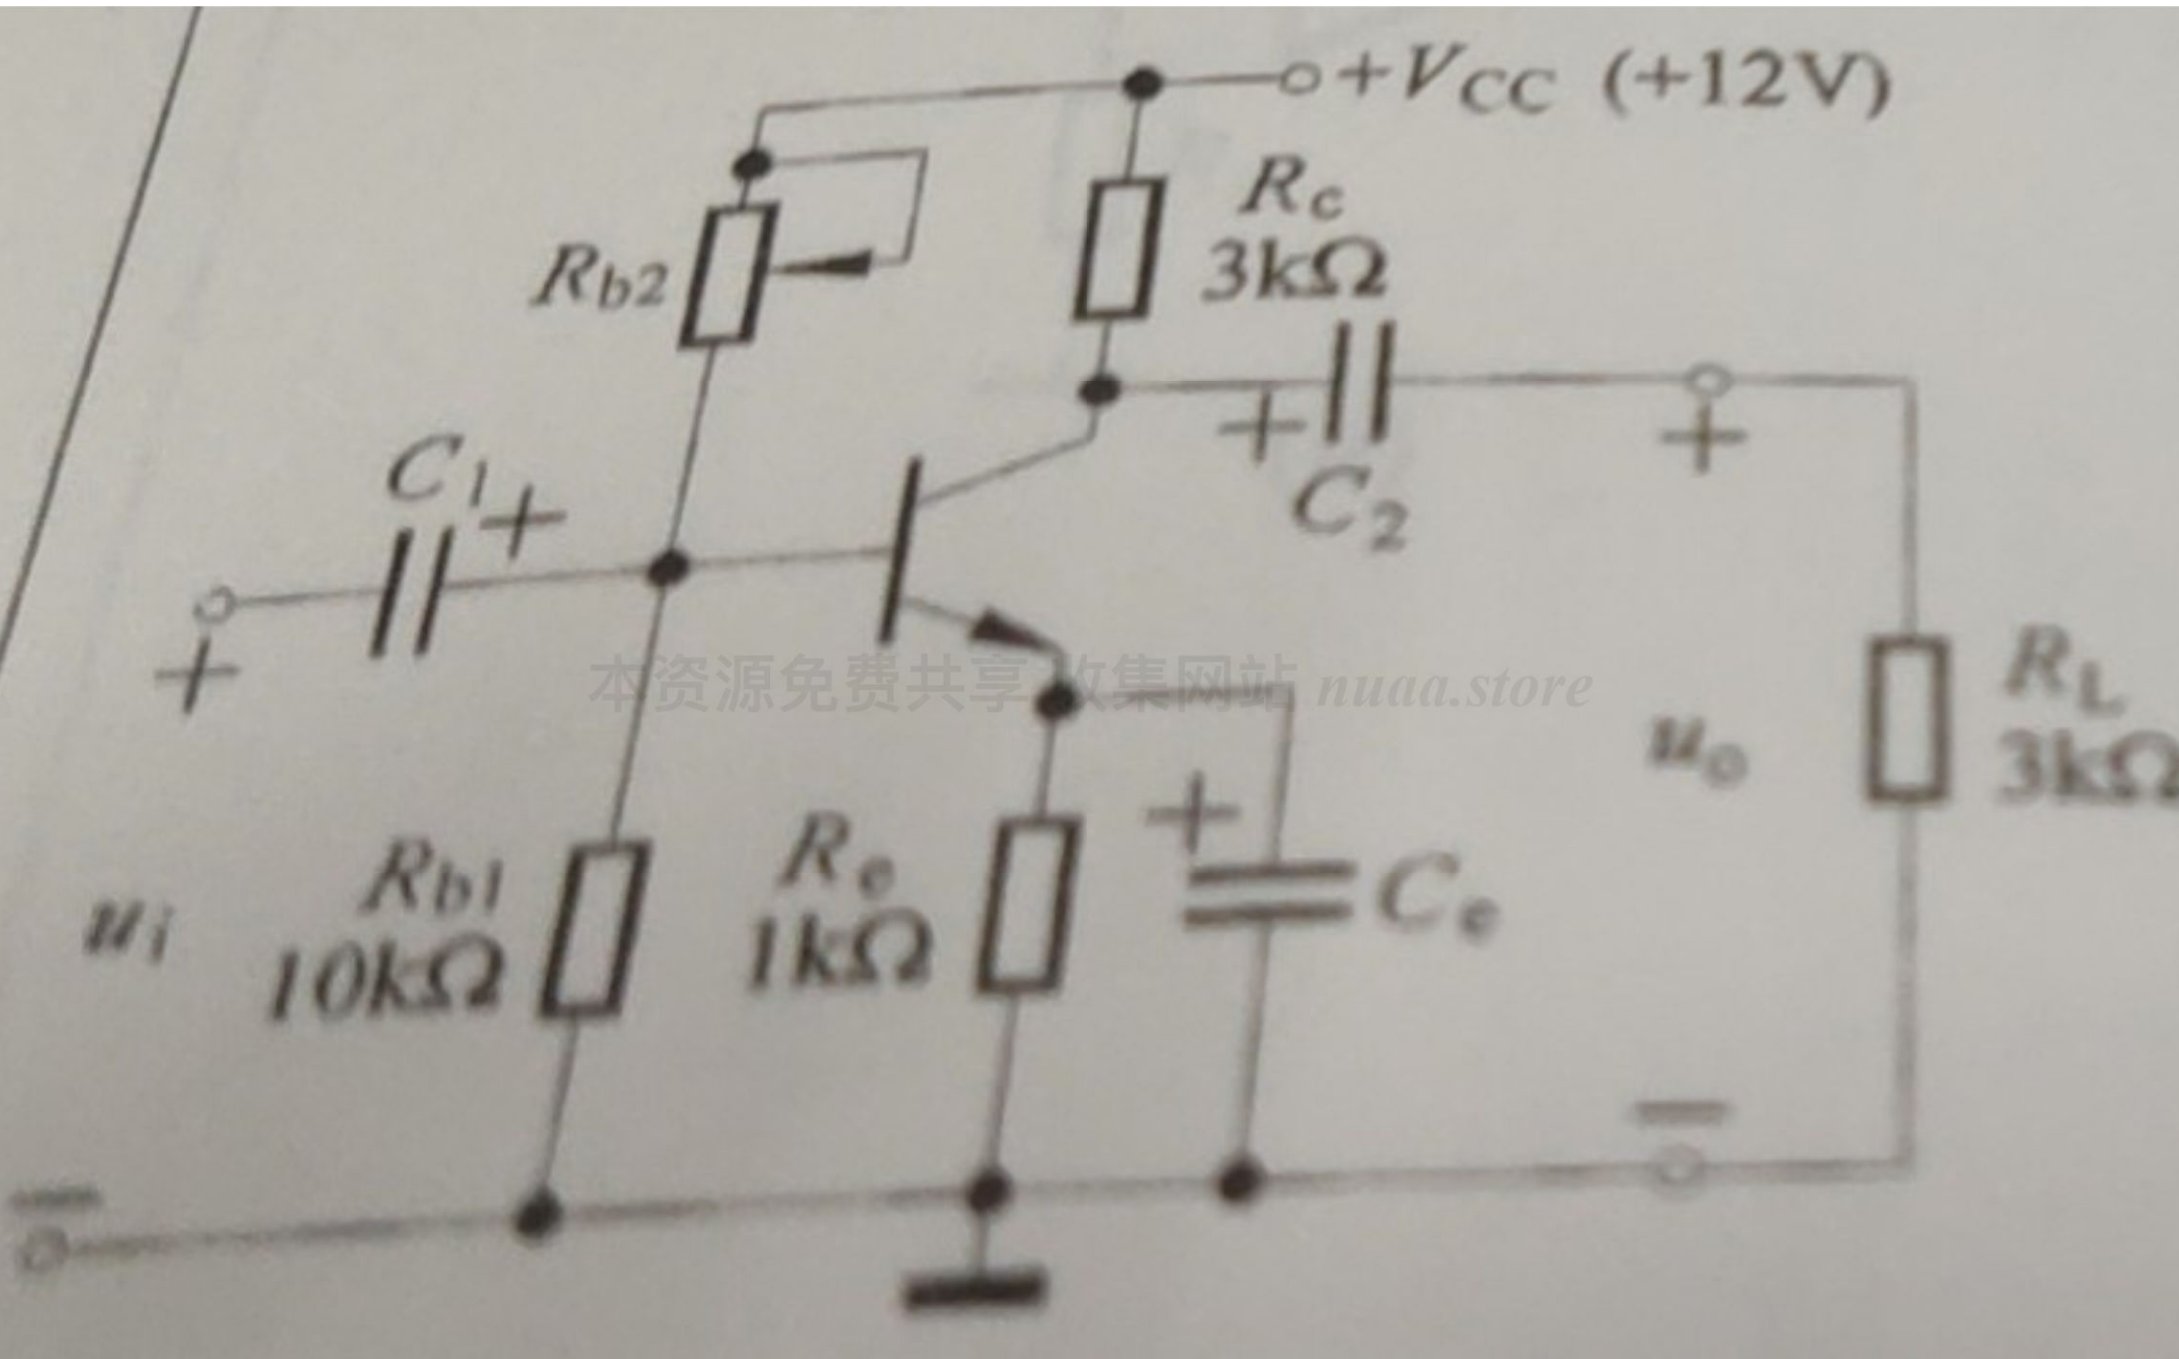 +VCC (+12V)
Rc
3kΩ
Rb2
C1
+
+
C2
+
+
本资源免费共享 收集网站 nuaa.store
RL
3kΩ
uo
+
Rb1
10kΩ
Re
1kΩ
Ce
ui
−
−